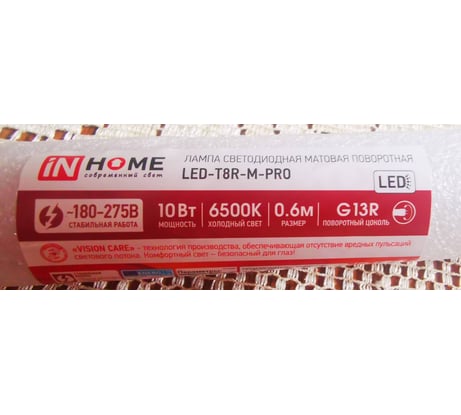 ЛАМПА СВЕТОДИОДНАЯ МАТОВАЯ ПОВОРОТНАЯ
IN HOME
современный свет
LED-T8R-M-PRO
LED
~180-275В
СТАБИЛЬНАЯ РАБОТА
10Вт
МОЩНОСТЬ
6500К
ХОЛОДНЫЙ СВЕТ
0.6м
РАЗМЕР
G13R
ПОВОРОТНЫЙ ЦОКОЛЬ
«VISION CARE» - технология производства, обеспечивающая отсутствие вредных пульсаций
светового потока. Комфортный свет – безопасный для глаз!